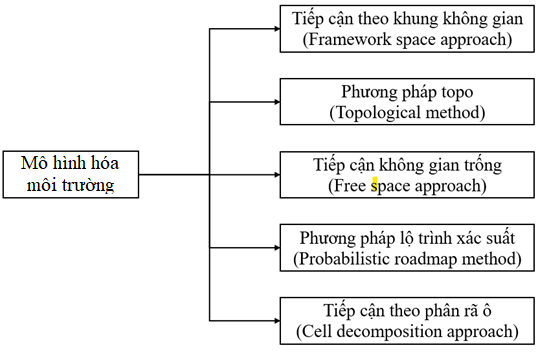 Tiếp cận theo khung không gian
(Framework space approach)
Phương pháp topo
(Topological method)
Mô hình hóa
môi trường
Tiếp cận không gian trống
(Free space approach)
Phương pháp lộ trình xác suất
(Probabilistic roadmap method)
Tiếp cận theo phân rã ô
(Cell decomposition approach)